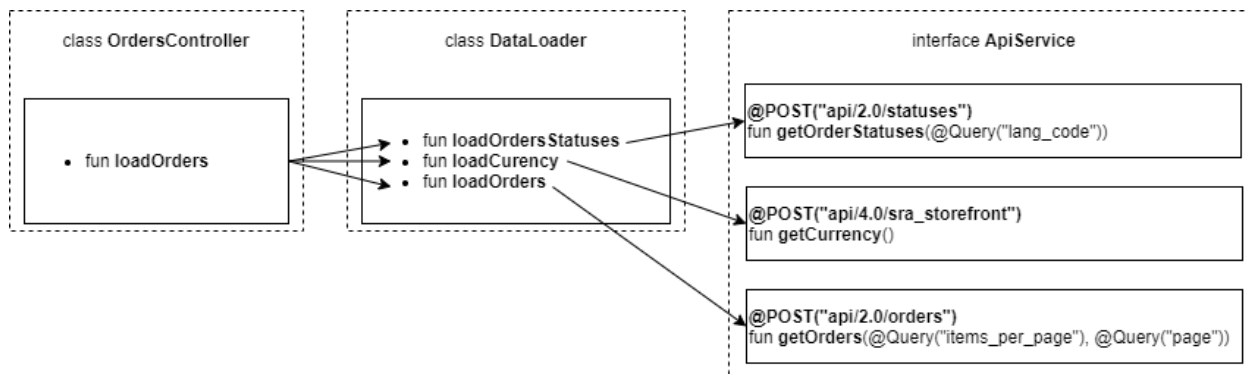 class OrdersController
• fun loadOrders
class DataLoader
• fun loadOrdersStatuses
• fun loadCurency
• fun loadOrders
interface ApiService
@POST("api/2.0/statuses")
fun getOrderStatuses(@Query("lang_code"))
@POST("api/4.0/sra_storefront")
fun getCurrency()
@POST("api/2.0/orders")
fun getOrders(@Query("items_per_page"), @Query("page"))